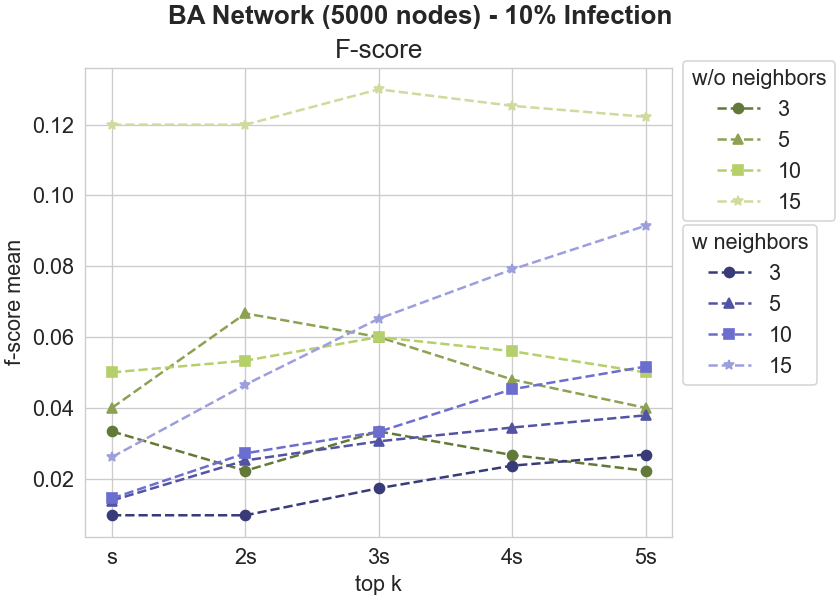 BA Network (5000 nodes) - 10% Infection
F-score
w/o neighbors
3
5
10
15
w neighbors
3
5
10
15
f-score mean
0.12
0.10
0.08
0.06
0.04
0.02
s 2s 3s 4s 5s
top k